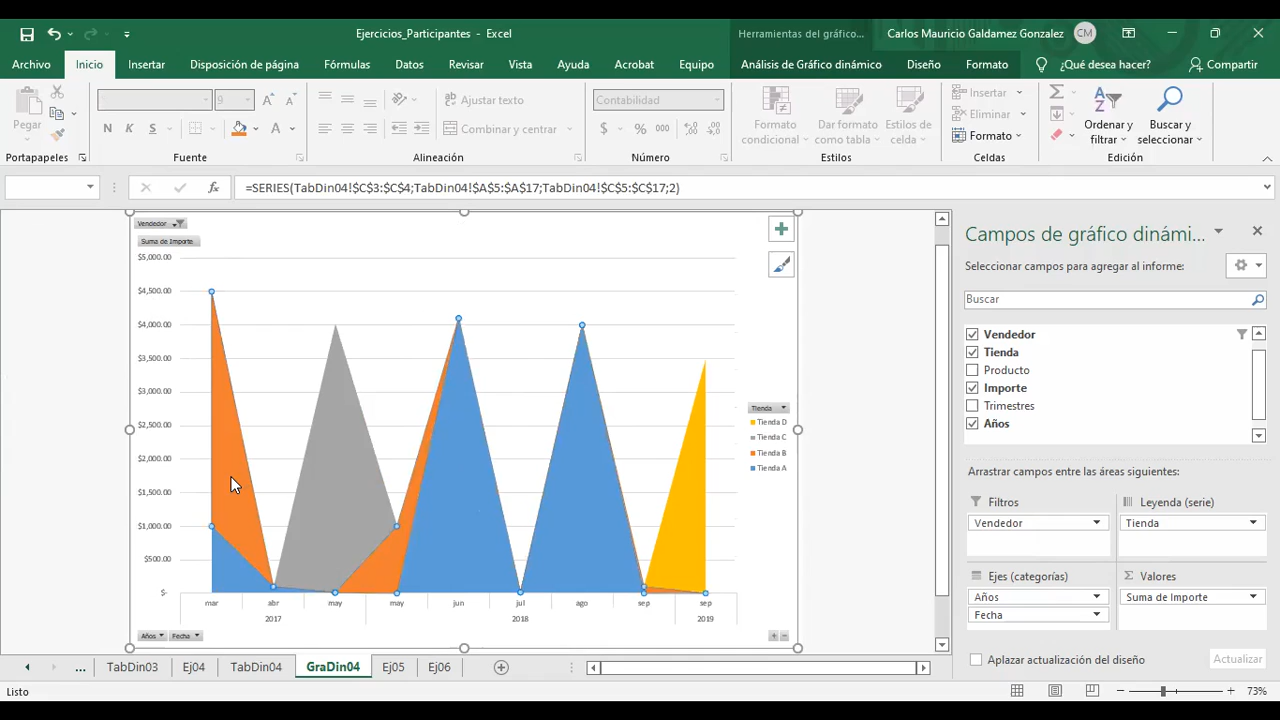 Ejercicios_Participantes - Excel
Herramientas del gráfico...
Carlos Mauricio Galdamez Gonzalez
CM
Archivo
Inicio
Insertar
Disposición de página
Fórmulas
Datos
Revisar
Vista
Ayuda
Acrobat
Equipo
Análisis de Gráfico dinámico
Diseño
Formato
¿Qué desea hacer?
Compartir
Pegar
9
A
A
N
K
S
A
Ajustar texto
Combinar y centrar
Contabilidad
$
%
000
Formato condicional
Dar formato como tabla
Estilos de celda
Insertar
Eliminar
Formato
Ordenar y filtrar
Buscar y seleccionar
Portapapeles
Fuente
Alineación
Número
Estilos
Celdas
Edición
fx
=SERIES(TabDin04!$C$3:$C$4;TabDin04!$A$5:$A$17;TabDin04!$C$5:$C$17;2)
Vendedor
Suma de Importe
$5,000.00
$4,500.00
$4,000.00
$3,500.00
$3,000.00
$2,500.00
$2,000.00
$1,500.00
$1,000.00
$500.00
$-
mar
abr
may
may
jun
jul
ago
sep
sep
2017
2018
2019
Años
Fecha
Tienda
Tienda D
Tienda C
Tienda B
Tienda A
Campos de gráfico dinámi...
Seleccionar campos para agregar al informe:
Buscar
Vendedor
Tienda
Producto
Importe
Trimestres
Años
Arrastrar campos entre las áreas siguientes:
Filtros
Vendedor
Leyenda (serie)
Tienda
Ejes (categorías)
Años
Fecha
Σ Valores
Suma de Importe
Aplazar actualización del diseño
Actualizar
...
TabDin03
Ej04
TabDin04
GraDin04
Ej05
Ej06
Listo
73%